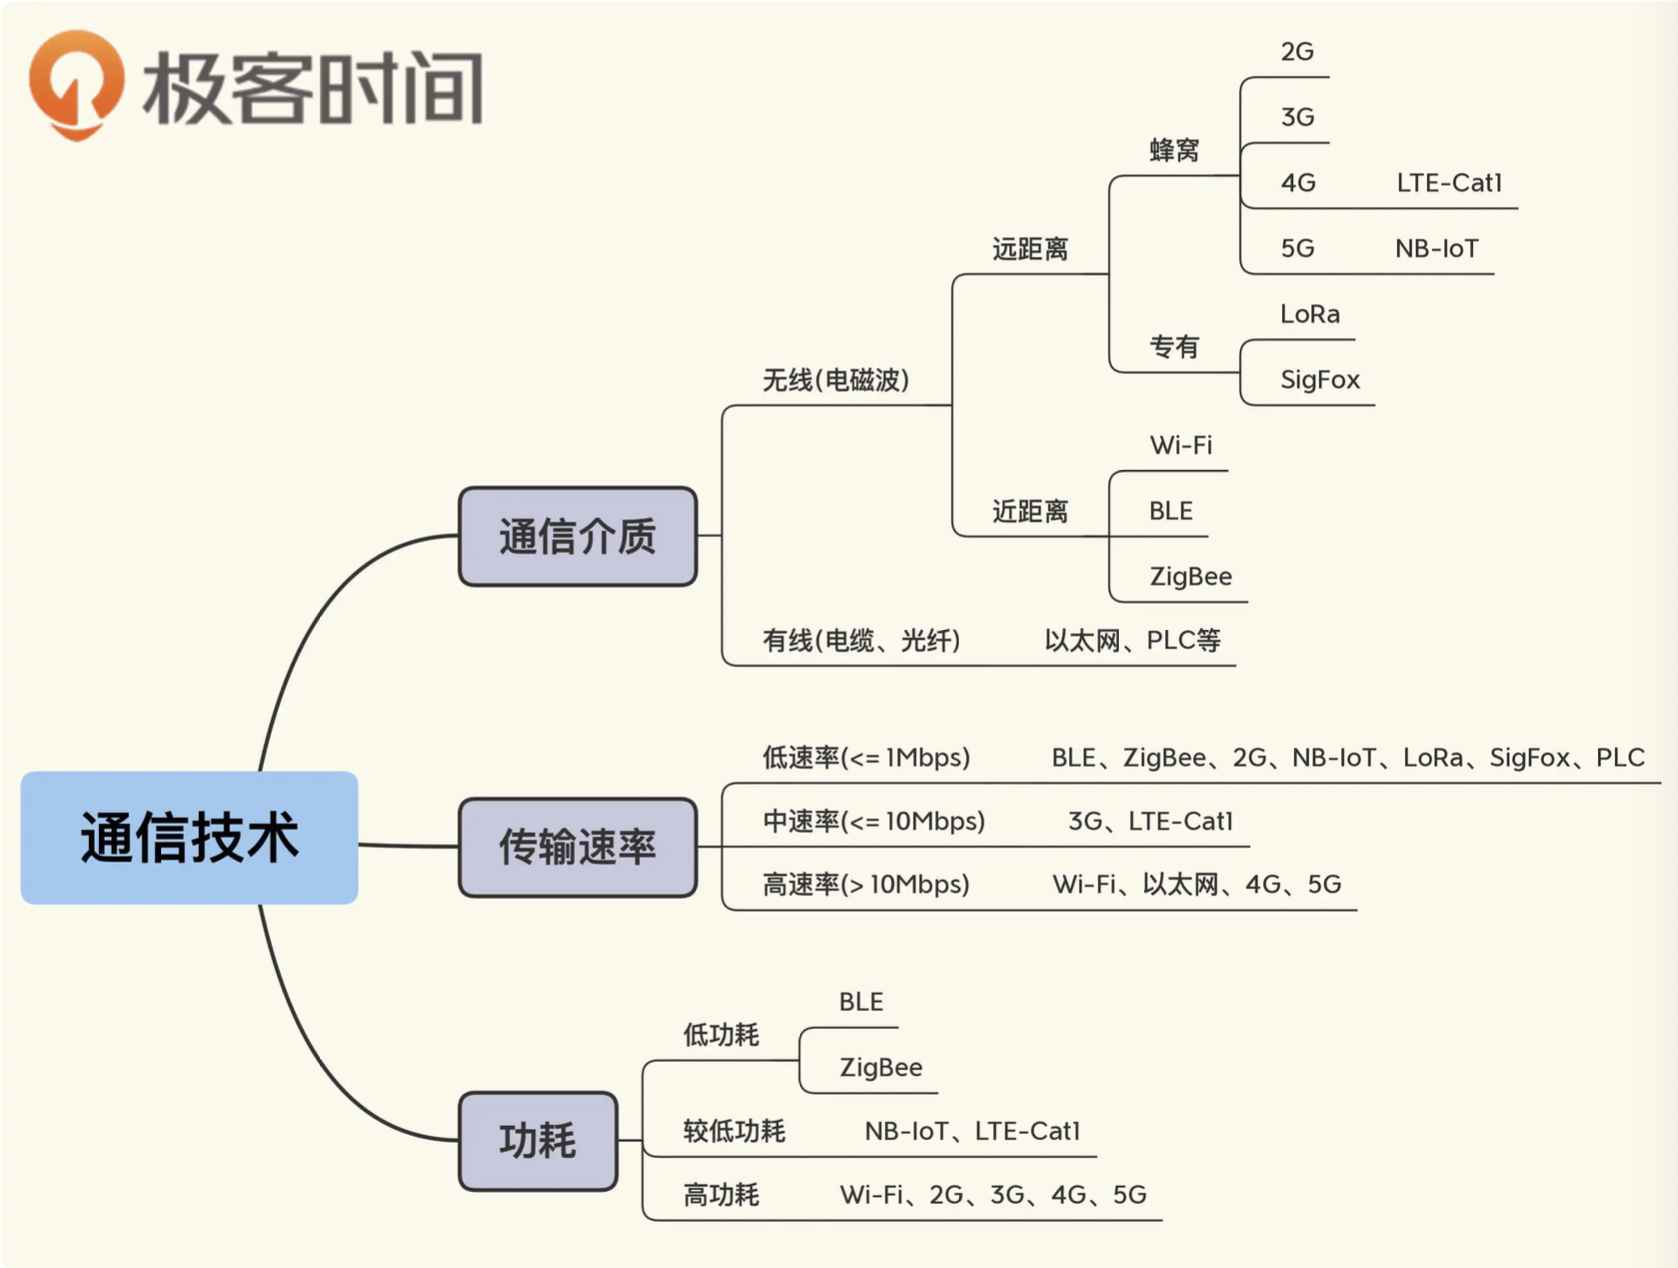 极客时间
2G
3G
蜂窝
4G LTE-Cat1
远距离
5G NB-IoT
LoRa
专有
SigFox
无线(电磁波)
Wi-Fi
近距离
BLE
通信介质
ZigBee
有线(电缆、光纤) 以太网、PLC等
低速率(<= 1Mbps) BLE、ZigBee、2G、NB-IoT、LoRa、SigFox、PLC
通信技术
传输速率
中速率(<= 10Mbps) 3G、LTE-Cat1
高速率(> 10Mbps) Wi-Fi、以太网、4G、5G
BLE
低功耗
ZigBee
功耗
较低功耗 NB-IoT、LTE-Cat1
高功耗 Wi-Fi、2G、3G、4G、5G